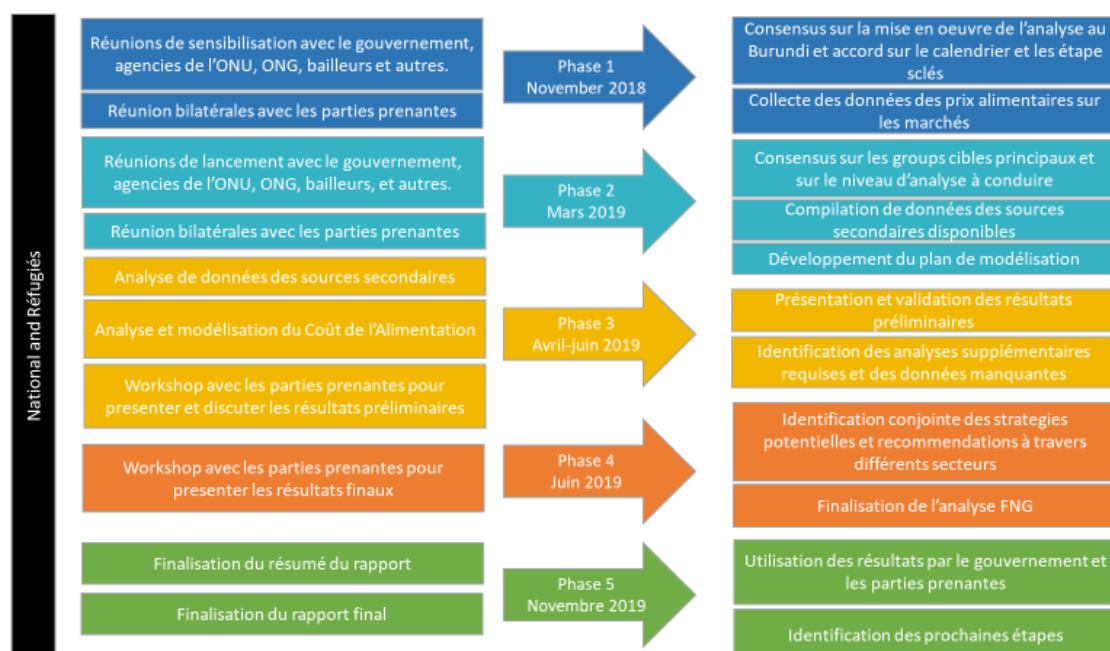 National and Réfugiés
Réunions de sensibilisation avec le gouvernement,
agencies de l'ONU, ONG, bailleurs et autres.
Réunion bilatérales avec les parties prenantes
Phase 1
November 2018
Consensus sur la mise en oeuvre de l'analyse au
Burundi et accord sur le calendrier et les étape
sclés
Collecte des données des prix alimentaires sur
les marchés
Réunions de lancement avec le gouvernement,
agencies de l'ONU, ONG, bailleurs, et autres.
Réunion bilatérales avec les parties prenantes
Phase 2
Mars 2019
Consensus sur les groups cibles principaux et
sur le niveau d'analyse à conduire
Compilation de données des sources
secondaires disponibles
Développement du plan de modélisation
Analyse de données des sources secondaires
Analyse et modélisation du Coût de l'Alimentation
Workshop avec les parties prenantes pour
presenter et discuter les résultats préliminaires
Phase 3
Avril-juin 2019
Présentation et validation des résultats
préliminaires
Identification des analyses supplémentaires
requises et des données manquantes
Workshop avec les parties prenantes pour
presenter les résultats finaux
Phase 4
Juin 2019
Identification conjointe des strategies
potentielles et recommendations à travers
différents secteurs
Finalisation de l'analyse FNG
Finalisation du résumé du rapport
Finalisation du rapport final
Phase 5
Novembre 2019
Utilisation des résultats par le gouvernement et
les parties prenantes
Identification des prochaines étapes